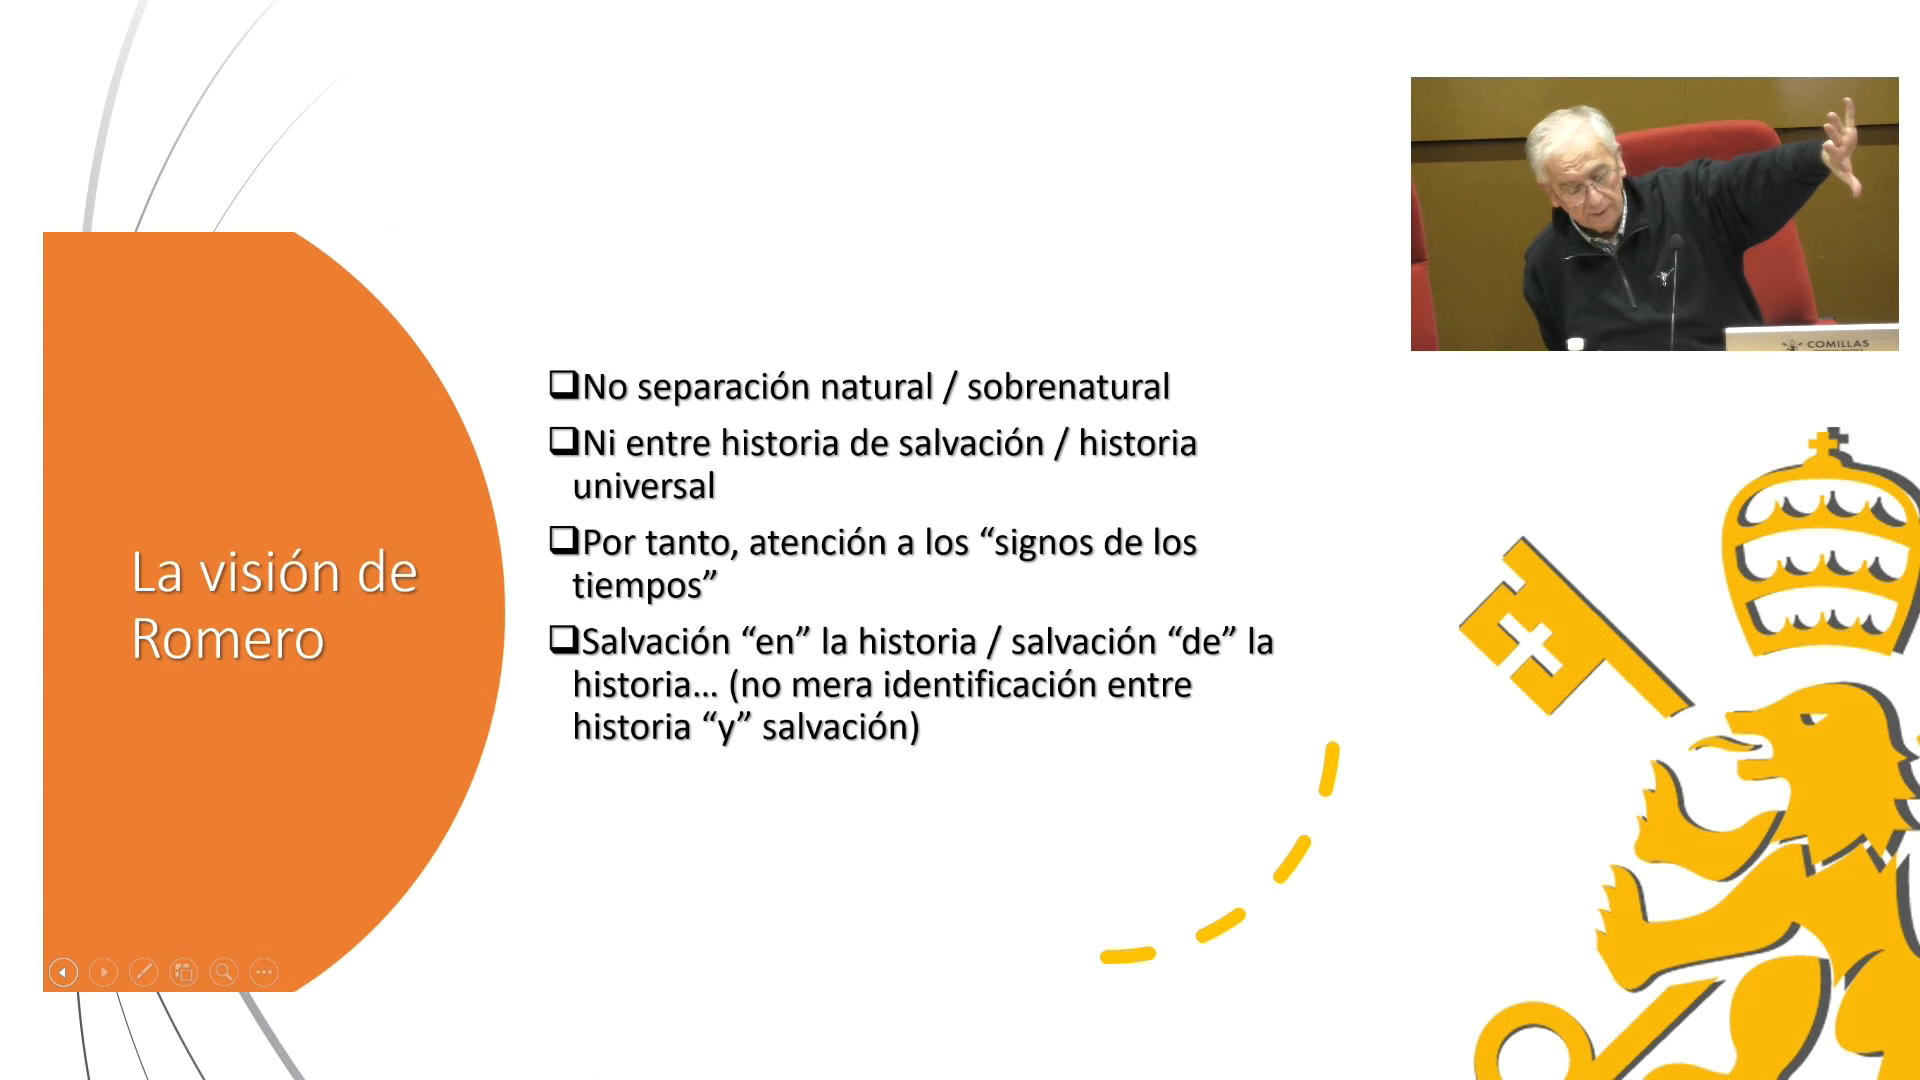 La visión de
Romero
No separación natural / sobrenatural
Ni entre historia de salvación / historia
universal
Por tanto, atención a los “signos de los
tiempos”
Salvación “en” la historia / salvación “de” la
historia... (no mera identificación entre
historia “y” salvación)
COMILLAS